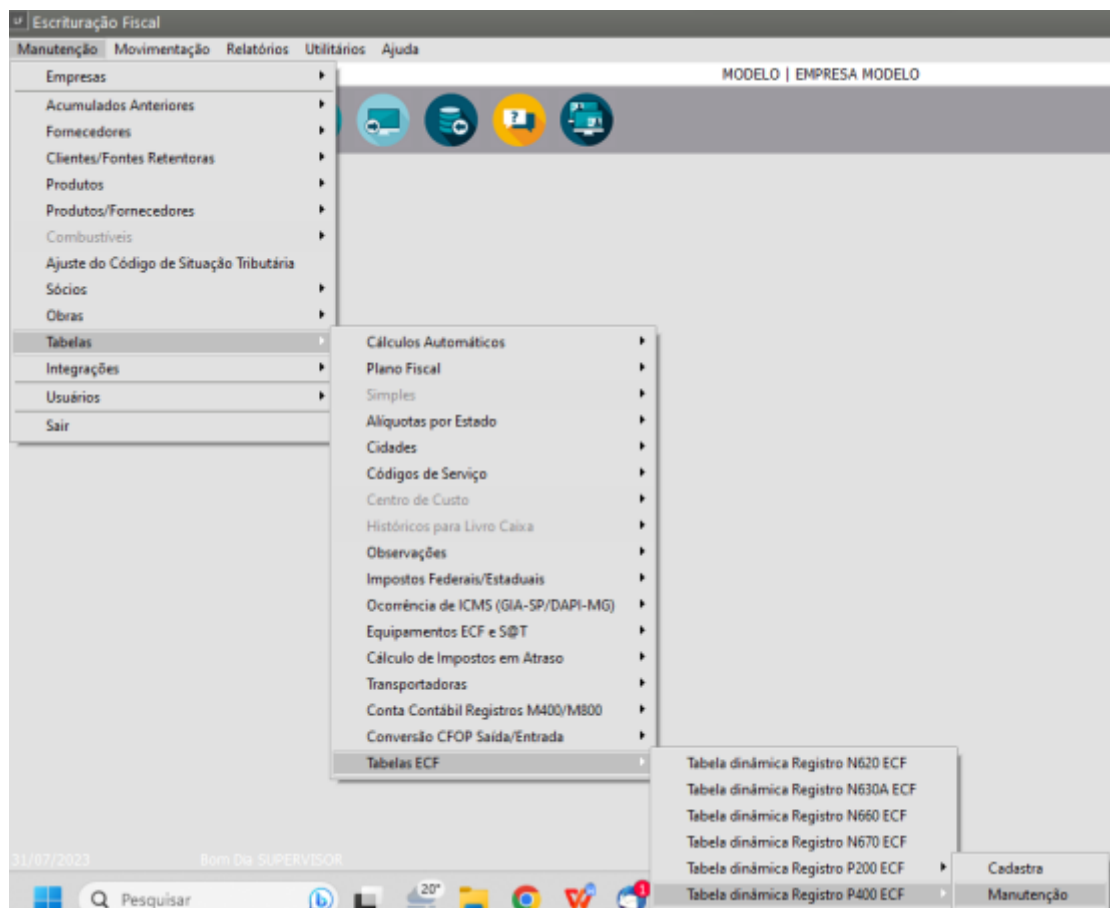 LF Escrituração Fiscal
Manutenção Movimentação Relatórios Utilitários Ajuda
MODELO | EMPRESA MODELO
Empresas
Acumulados Anteriores
Fornecedores
Clientes/Fontes Retentoras
Produtos
Produtos/Fornecedores
Combustíveis
Ajuste do Código de Situação Tributária
Sócios
Obras
Tabelas
Integrações
Usuários
Sair
Cálculos Automáticos
Plano Fiscal
Simples
Alíquotas por Estado
Cidades
Códigos de Serviço
Centro de Custo
Históricos para Livro Caixa
Observações
Impostos Federais/Estaduais
Ocorrência de ICMS (GIA-SP/DAPI-MG)
Equipamentos ECF e S@T
Cálculo de Impostos em Atraso
Transportadoras
Conta Contábil Registros M400/M800
Conversão CFOP Saída/Entrada
Tabelas ECF
Tabela dinâmica Registro N620 ECF
Tabela dinâmica Registro N630A ECF
Tabela dinâmica Registro N660 ECF
Tabela dinâmica Registro N670 ECF
Tabela dinâmica Registro P200 ECF
Tabela dinâmica Registro P400 ECF
Cadastra
Manutenção
31/07/2023 Bom Dia SUPERVISOR
Pesquisar
20°
1